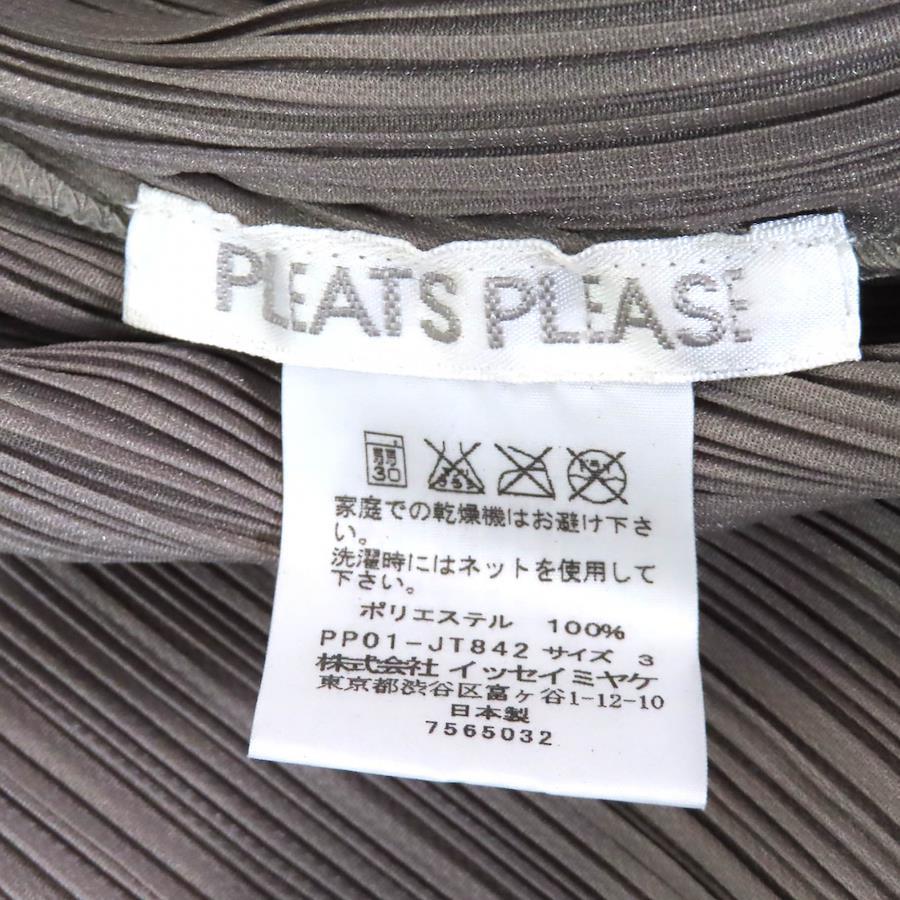 PLEATS PLEASE
30
家庭での乾燥機はお避け下さ
い。
洗濯時にはネットを使用して
下さい。
ポリエステル 100%
PP01-JT842 サイズ 3
株式会社 イッセイミヤケ
東京都渋谷区富ヶ谷1-12-10
日本製
7565032